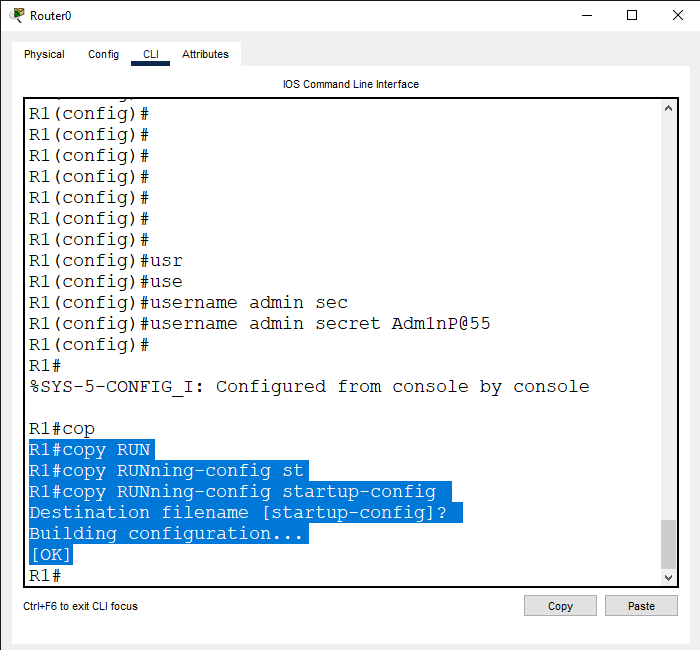 Router0
Physical Config CLI Attributes
IOS Command Line Interface
R1(config)#
R1(config)#
R1(config)#
R1(config)#
R1(config)#
R1(config)#
R1(config)#
R1(config)#usr
R1(config)#use
R1(config)#username admin sec
R1(config)#username admin secret Adm1nP@55
R1(config)#
R1#
%SYS-5-CONFIG_I: Configured from console by console
R1#cop
R1#copy RUN
R1#copy RUNning-config st
R1#copy RUNning-config startup-config
Destination filename [startup-config]?
Building configuration...
[OK]
R1#
Ctrl+F6 to exit CLI focus
Copy Paste